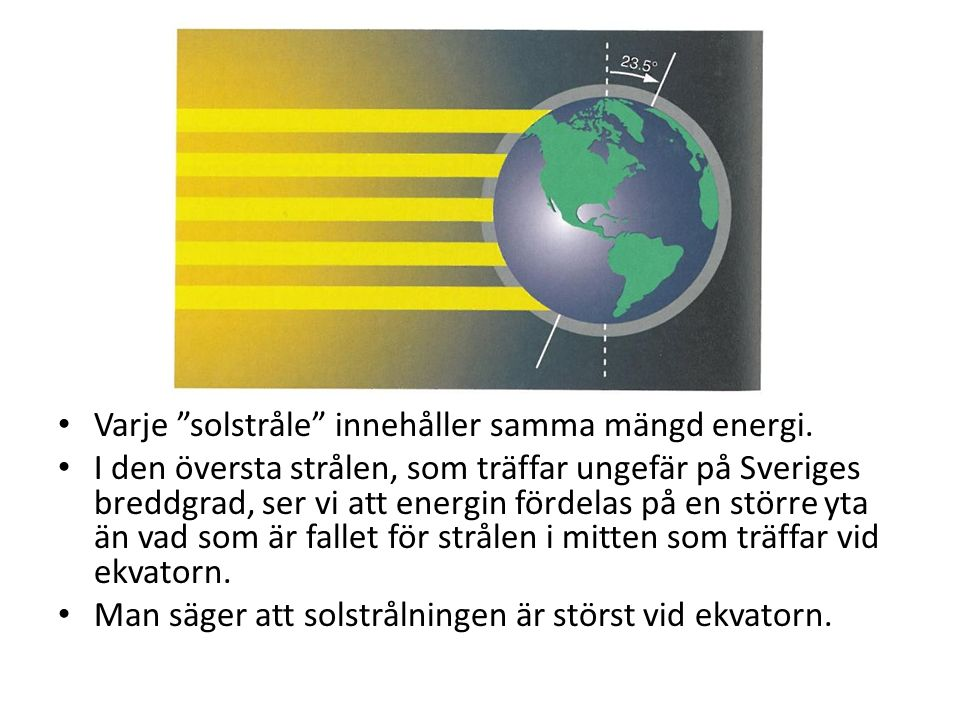 23.5°
• Varje ”solstråle” innehåller samma mängd energi.
• I den översta strålen, som träffar ungefär på Sveriges
breddgrad, ser vi att energin fördelas på en större yta
än vad som är fallet för strålen i mitten som träffar vid
ekvatorn.
• Man säger att solstrålningen är störst vid ekvatorn.